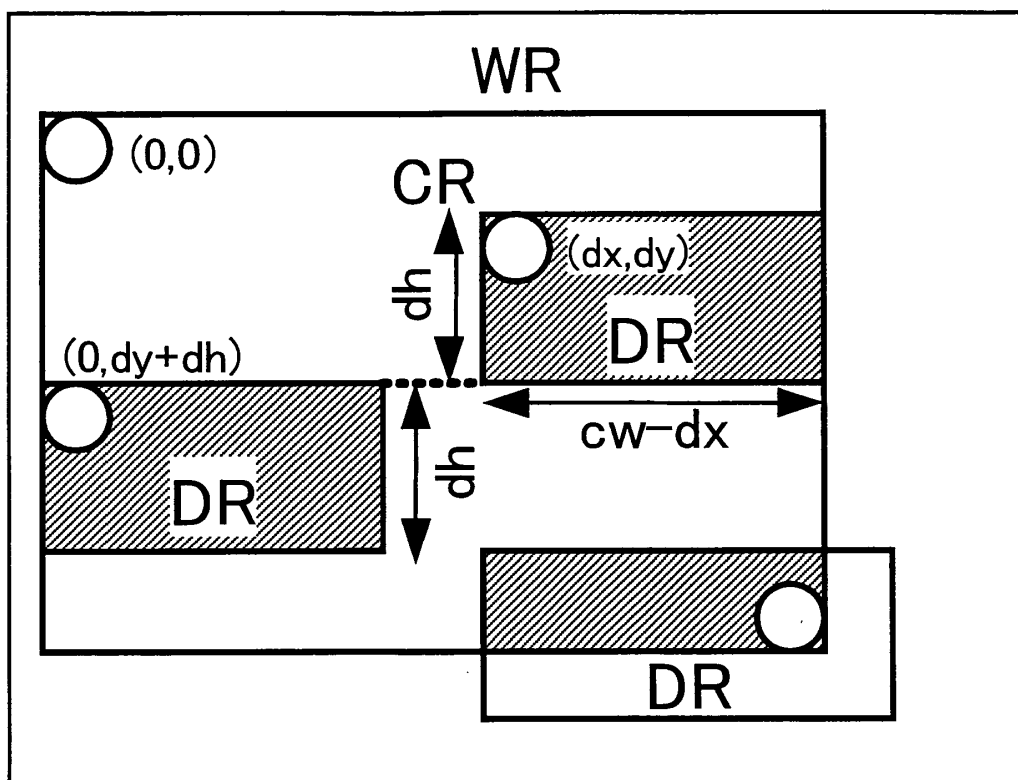 WR
(0,0)
CR
dh
(dx,dy)
DR
(0,dy+dh)
cw-dx
DR
dh
DR